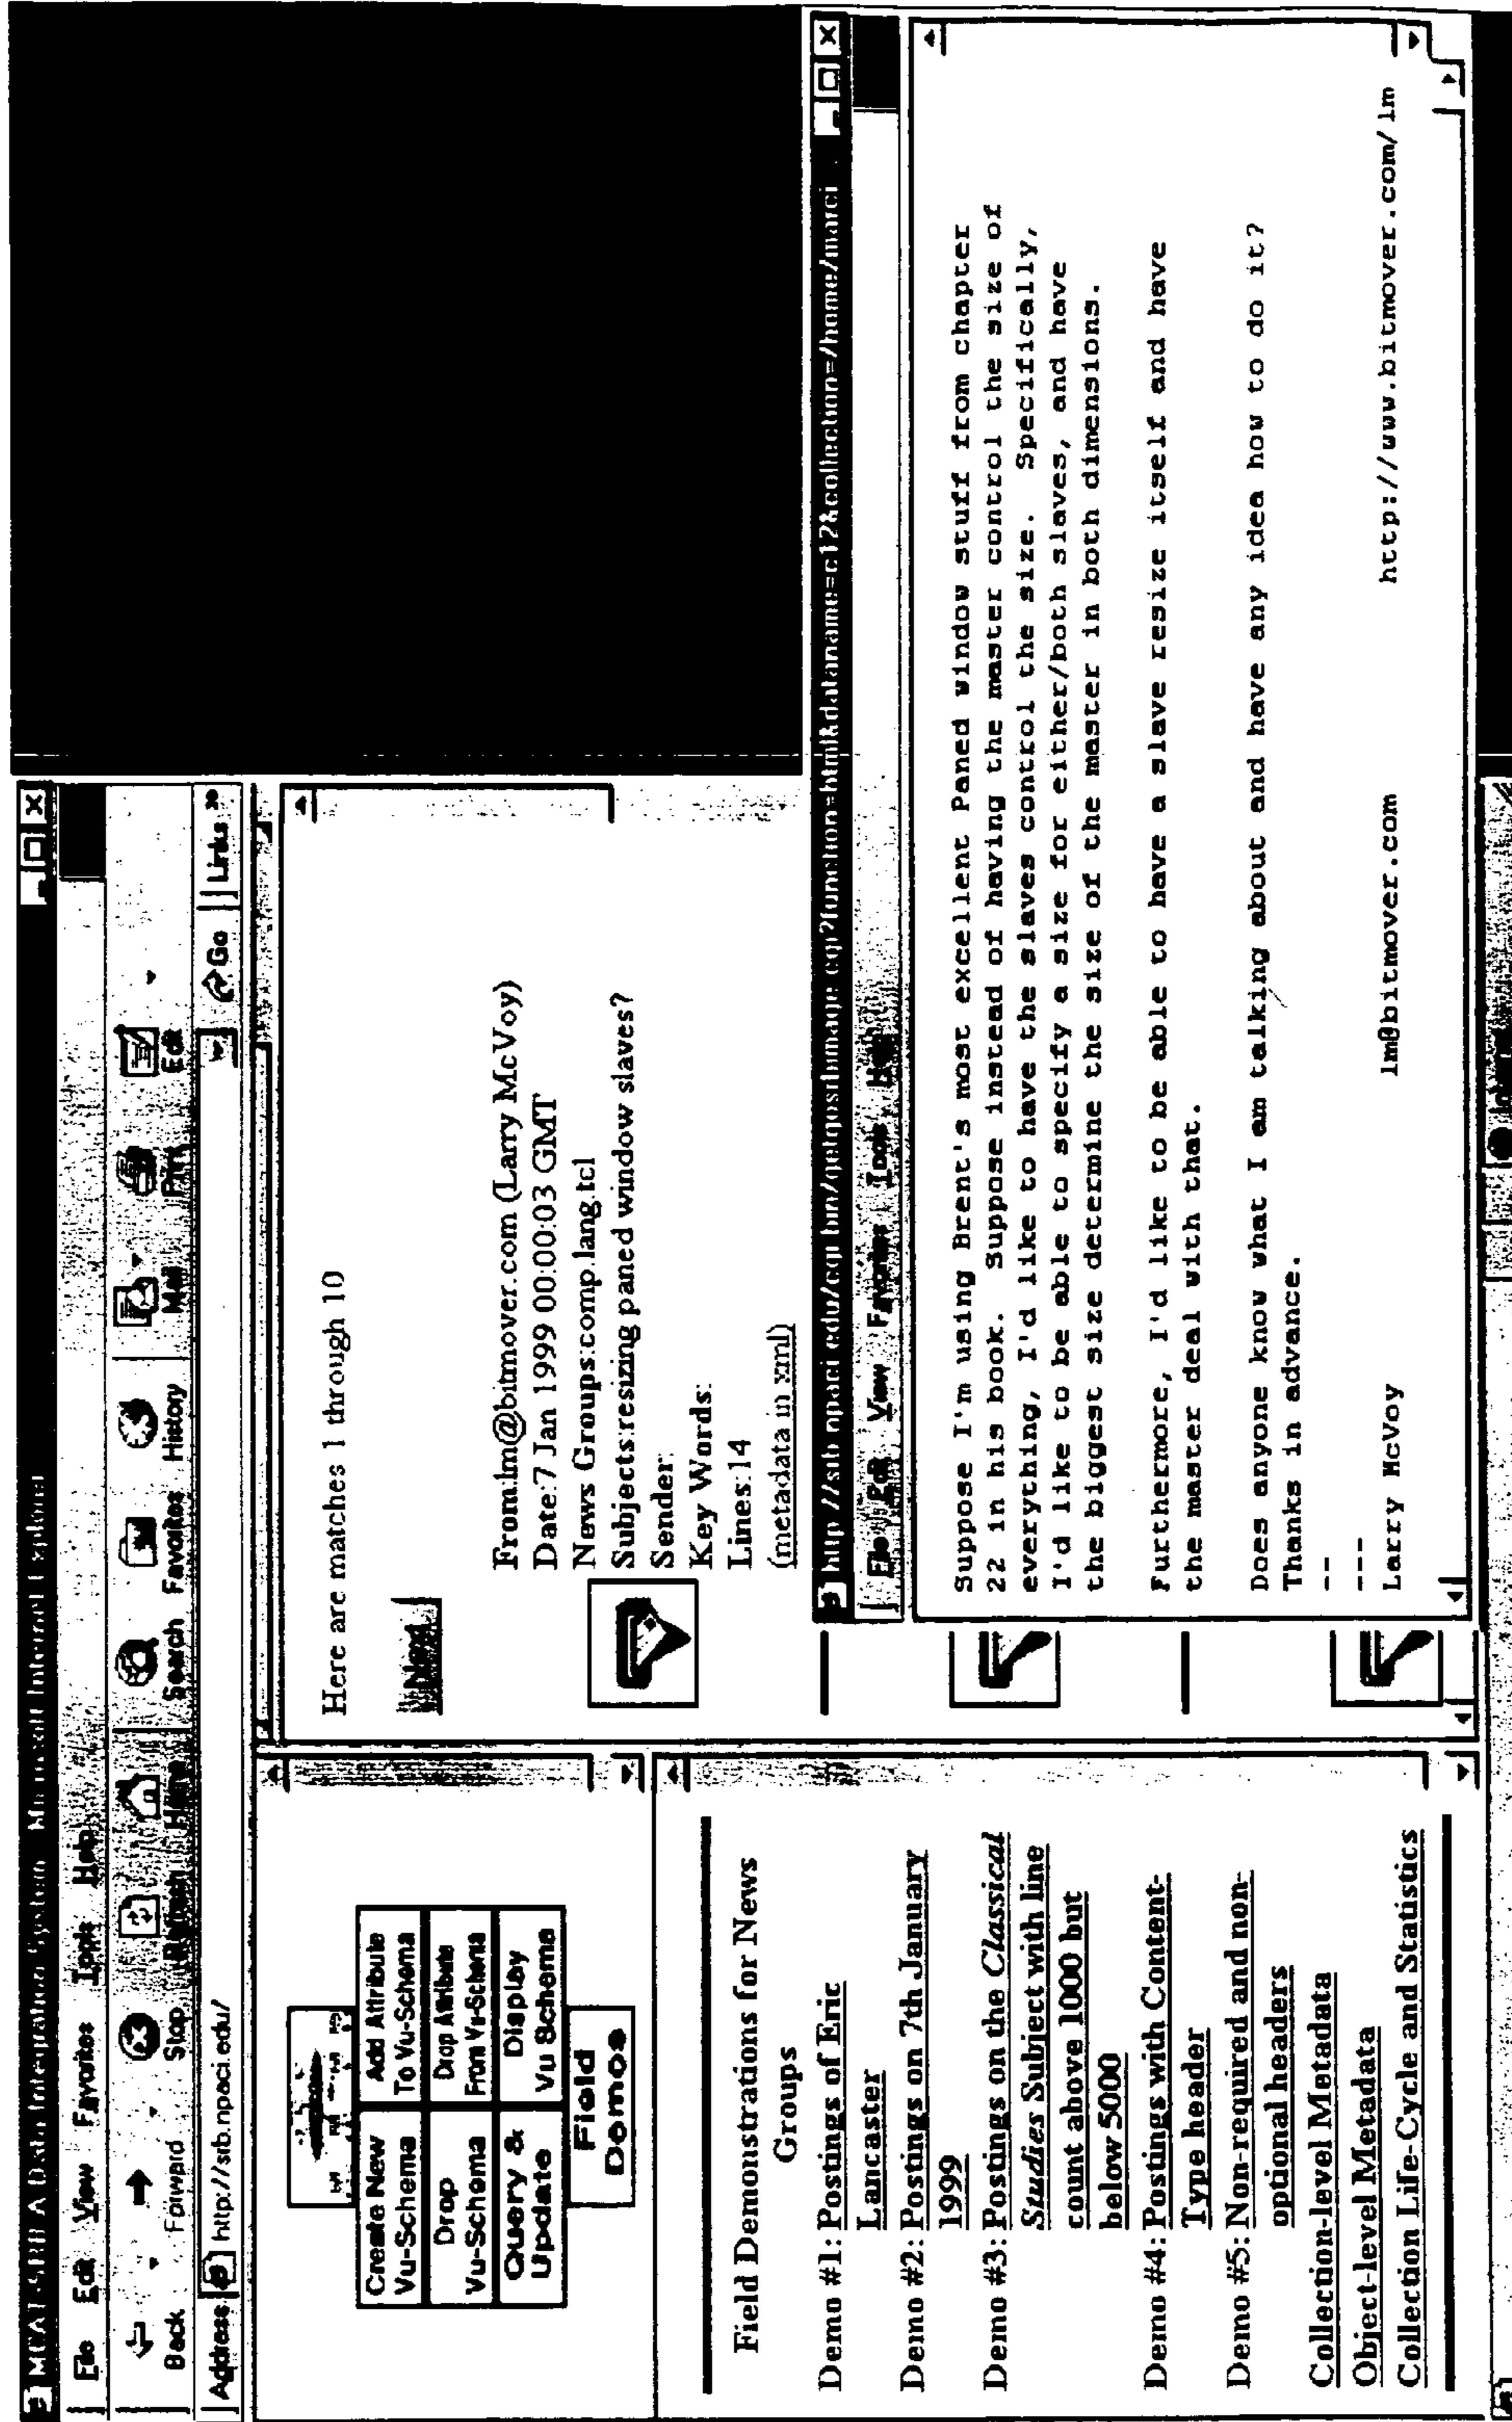 Microsoft Internet Explorer
File Edit View Favorites Tools Help
Back Forward Stop Refresh Home Search Favorites History Mail Print Edit
Address http://srb.npaci.edu/ Go Links »
Create New Vu-Schema
Add Attribute To Vu-Schema
Drop Vu-Schema
Drop Attribute From Vu-Schema
Query & Update
Display Vu Schema
Field Demos
Field Demonstrations for News
Groups
Demo #1: Postings of Eric
Lancaster
Demo #2: Postings on 7th January
1999
Demo #3: Postings on the Classical
Studies Subject with line
count above 1000 but
below 5000
Demo #4: Postings with Content-
Type header
Demo #5: Non-required and non-
optional headers
Collection-level Metadata
Object-level Metadata
Collection Life-Cycle and Statistics
Here are matches 1 through 10
Next
From:lm@bitmover.com (Larry McVoy)
Date:7 Jan 1999 00:00:03 GMT
News Groups:comp.lang.tcl
Subjects:resizing paned window slaves?
Sender:
Key Words:
Lines:14
(metadata in xml)
File Edit View Favorites Tools Help
Suppose I'm using Brent's most excellent Paned window stuff from chapter
22 in his book.  Suppose instead of having the master control the size of
everything, I'd like to have the slaves control the size.  Specifically,
I'd like to be able to specify a size for either/both slaves, and have
the biggest size determine the size of the master in both dimensions.
Furthermore, I'd like to be able to have a slave resize itself and have
the master deal with that.
Does anyone know what I am talking about and have any idea how to do it?
Thanks in advance.
--
---
Larry McVoy lm@bitmover.com http://www.bitmover.com/lm